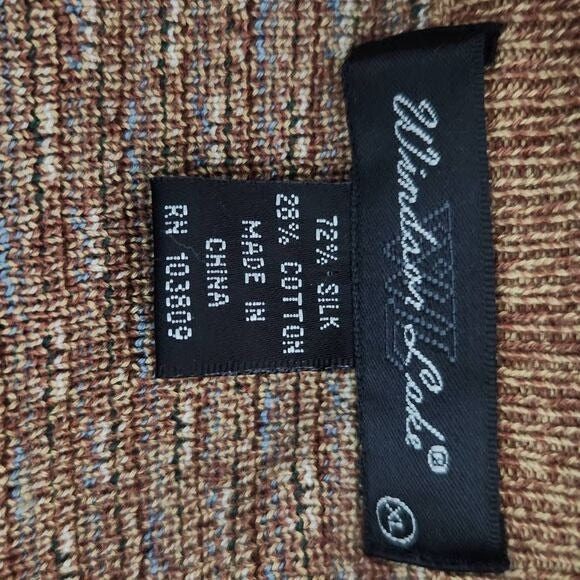 Windsor Lake®
XL
72% SILK
28% COTTON
MADE IN
CHINA
RN 103809